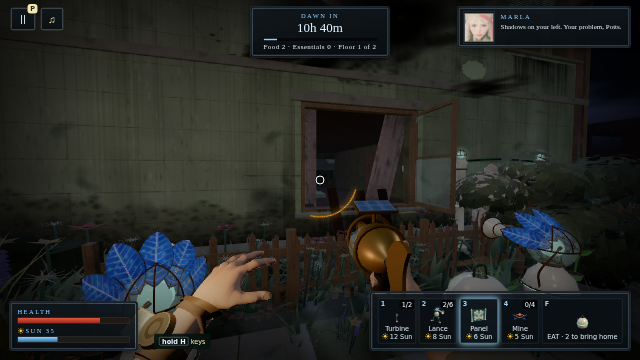 P
DAWN IN
10h 40m
Food 2 · Essentials 0 · Floor 1 of 2
MARLA
Shadows on your left. Your problem, Potts.
HEALTH
SUN 55
hold H keys
1 1/2
Turbine
12 Sun
2 2/6
Lance
8 Sun
3
Panel
6 Sun
4 0/4
Mine
5 Sun
F
EAT · 2 to bring home